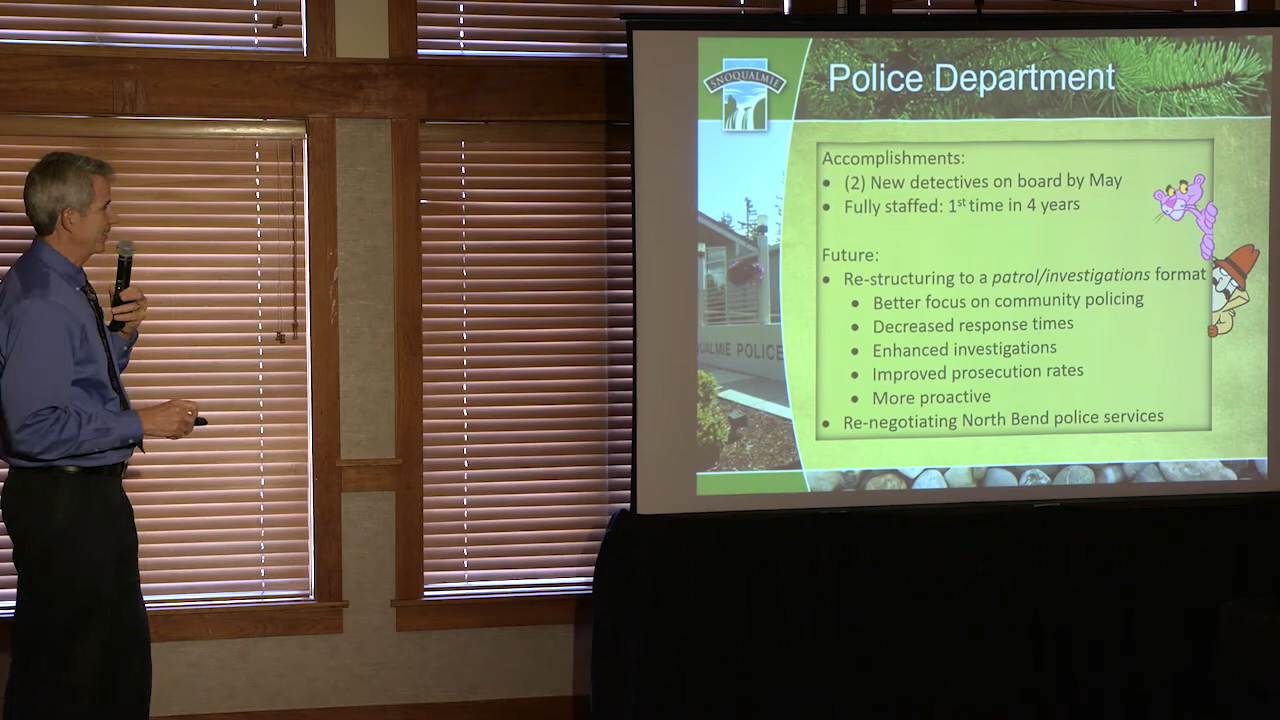 SNOQUALMIE
Police Department
Accomplishments:
• (2) New detectives on board by May
• Fully staffed: 1st time in 4 years
Future:
• Re-structuring to a patrol/investigations format
• Better focus on community policing
• Decreased response times
• Enhanced investigations
• Improved prosecution rates
• More proactive
• Re-negotiating North Bend police services
UALMIE POLICE